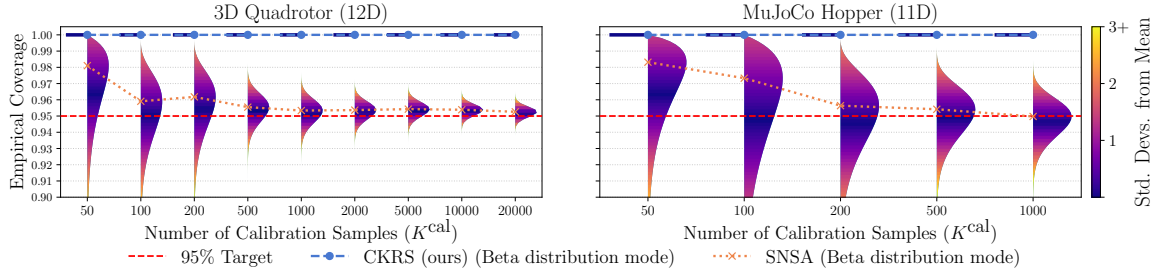 3D Quadrotor (12D)
MuJoCo Hopper (11D)
Empirical Coverage
1.00
0.99
0.98
0.97
0.96
0.95
0.94
0.93
0.92
0.91
0.90
50 100 200 500 1000 2000 5000 10000 20000
50 100 200 500 1000
Number of Calibration Samples (K^cal)
Number of Calibration Samples (K^cal)
3+
2
1
Std. Devs. from Mean
95% Target CKRS (ours) (Beta distribution mode) SNSA (Beta distribution mode)